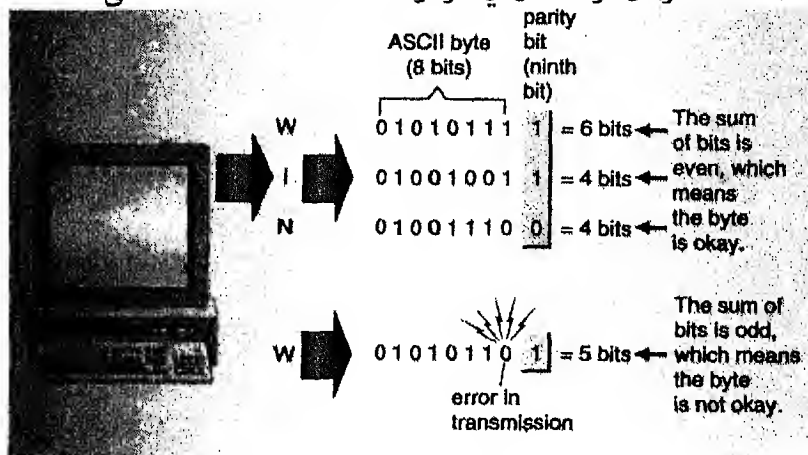 parity
bit
(ninth
bit)
ASCII byte
(8 bits)
W 01010111 1 = 6 bits
I 01001001 1 = 4 bits
N 01001110 0 = 4 bits
The sum
of bits is
even, which
means
the byte
is okay.
W 01010110 1 = 5 bits
error in
transmission
The sum of
bits is odd,
which means
the byte
is not okay.